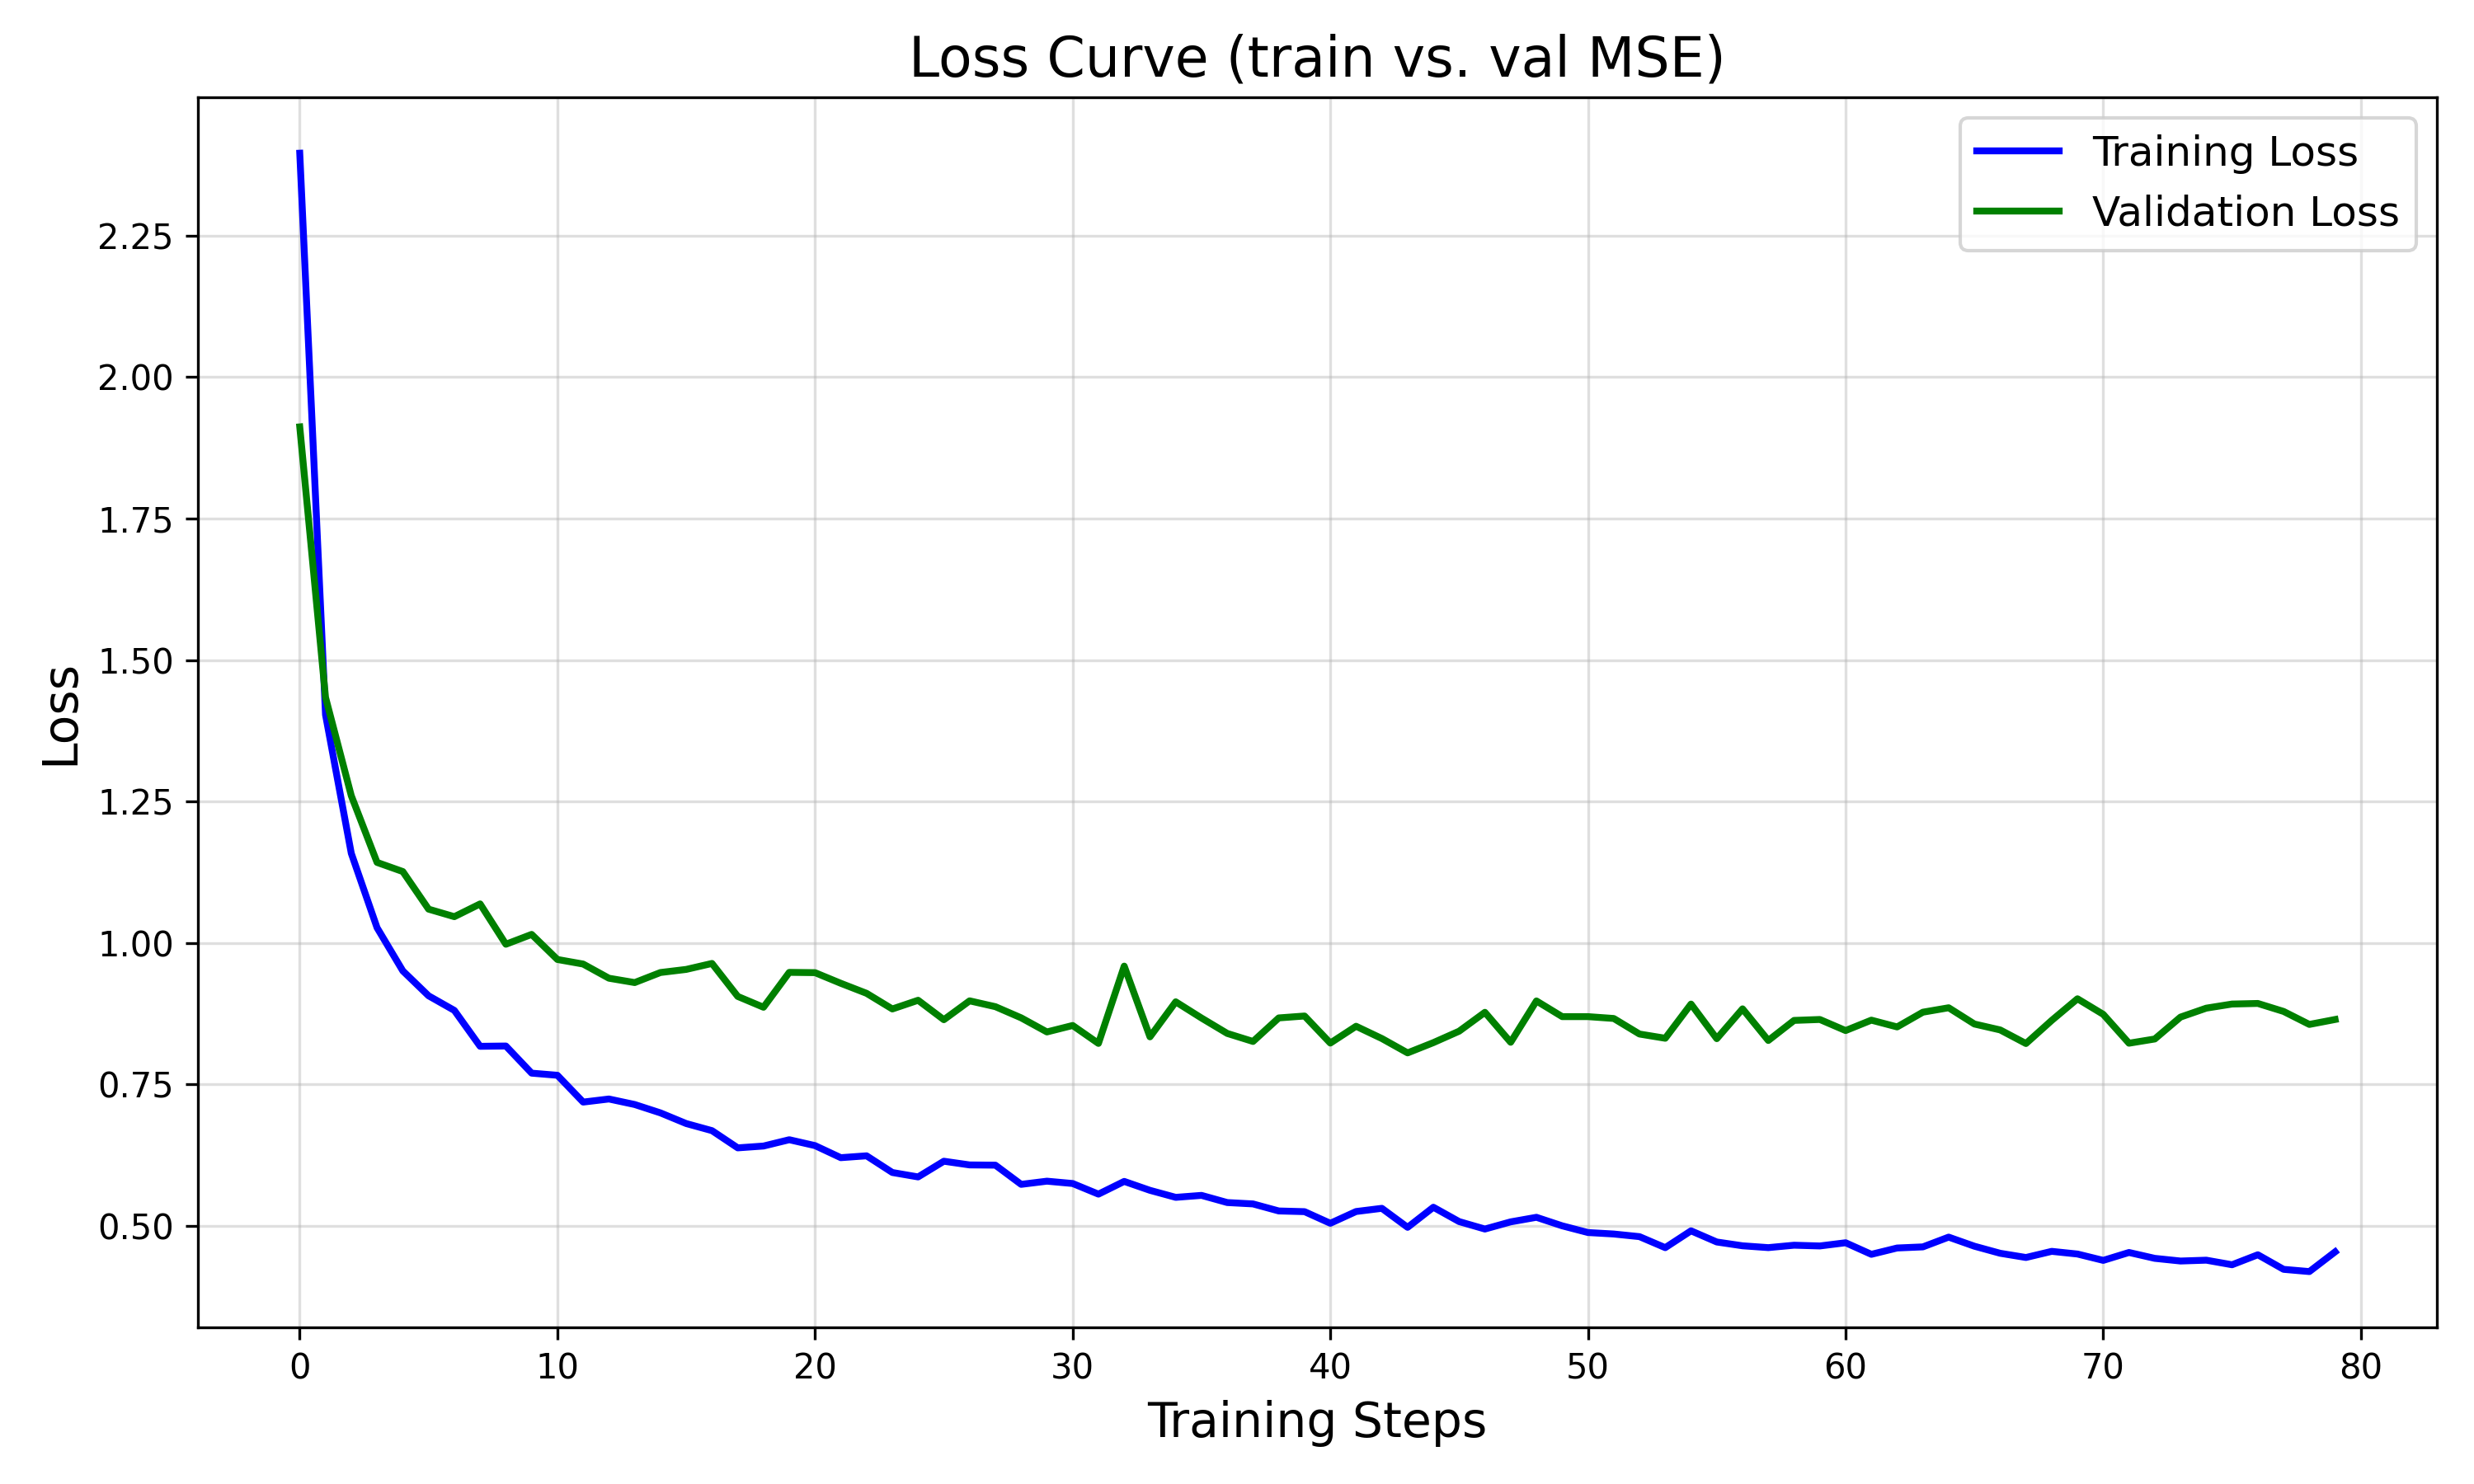 Loss Curve (train vs. val MSE)
Training Loss
Validation Loss
2.25
2.00
1.75
1.50
1.25
1.00
0.75
0.50
Loss
0 10 20 30 40 50 60 70 80
Training Steps